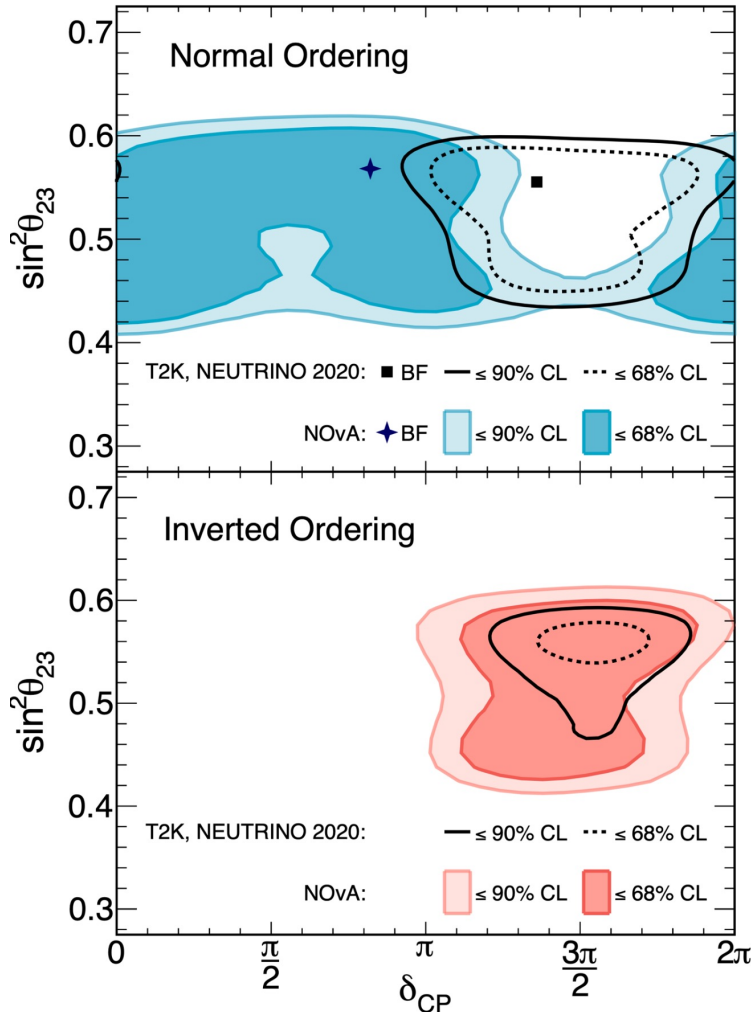 0.7
Normal Ordering
0.6
0.5
sin²θ₂₃
0.4
T2K, NEUTRINO 2020: BF ≤ 90% CL ≤ 68% CL
NOvA: BF ≤ 90% CL ≤ 68% CL
0.3
0.7
Inverted Ordering
0.6
sin²θ₂₃
0.5
0.4
T2K, NEUTRINO 2020: ≤ 90% CL ≤ 68% CL
NOvA: ≤ 90% CL ≤ 68% CL
0.3
0 π/2 π 3π/2 2π
δ_CP